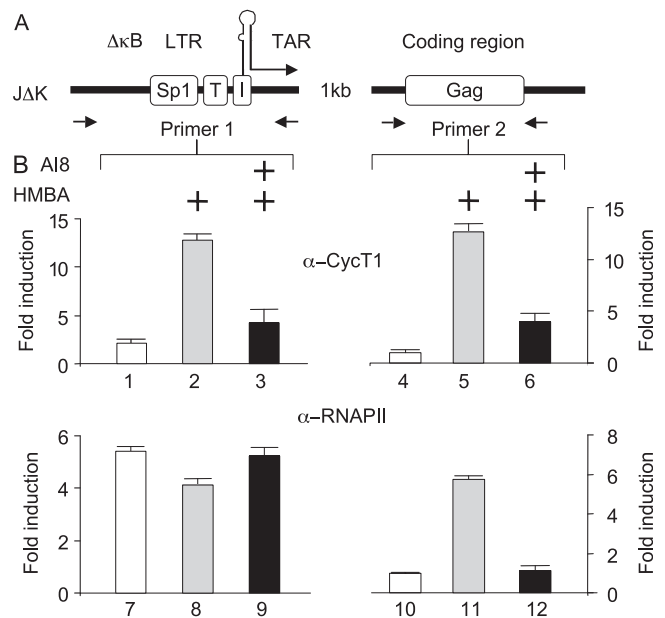 A
ΔκB LTR TAR Coding region
JΔK Sp1 T I 1kb Gag
Primer 1 Primer 2
B AI8 + +
HMBA + + + +
15 15
10 α–CycT1 10
5 5
0 0
Fold induction Fold induction
1 2 3 4 5 6
α–RNAPII
6 8
4 6
2 4
0 2
0
Fold induction Fold induction
7 8 9 10 11 12